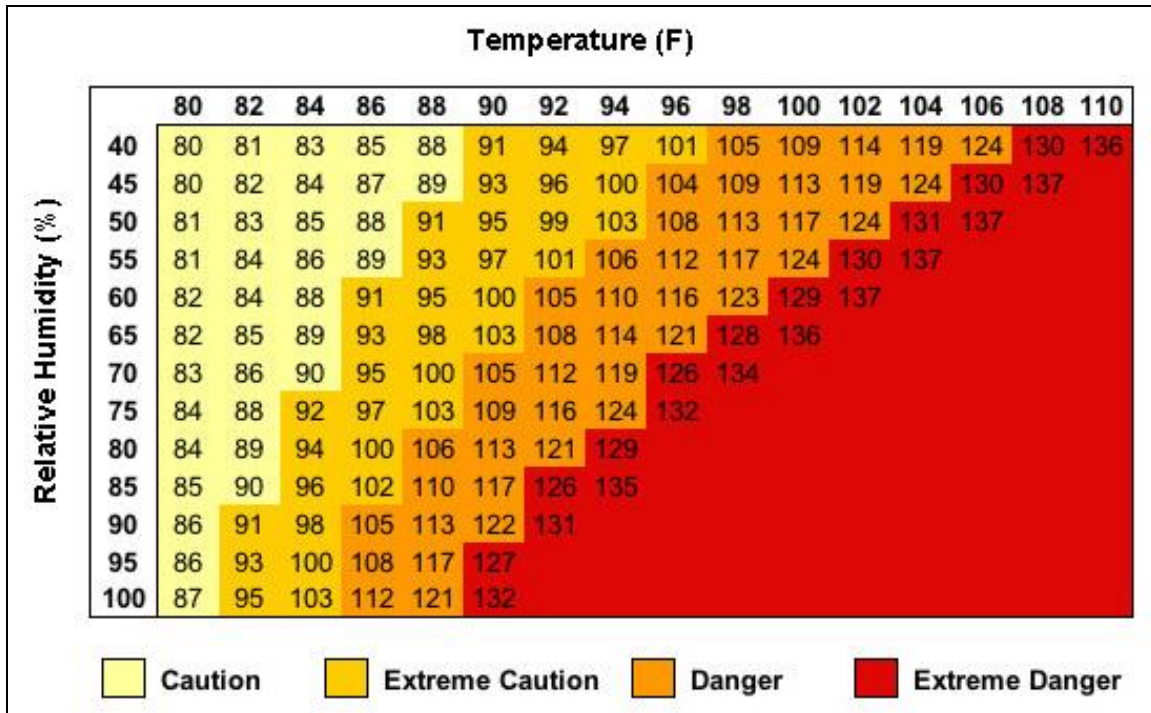 Temperature (F)
80 82 84 86 88 90 92 94 96 98 100 102 104 106 108 110
Relative Humidity (%)
40 80 81 83 85 88 91 94 97 101 105 109 114 119 124 130 136
45 80 82 84 87 89 93 96 100 104 109 113 119 124 130 137
50 81 83 85 88 91 95 99 103 108 113 117 124 131 137
55 81 84 86 89 93 97 101 106 112 117 124 130 137
60 82 84 88 91 95 100 105 110 116 123 129 137
65 82 85 89 93 98 103 108 114 121 128 136
70 83 86 90 95 100 105 112 119 126 134
75 84 88 92 97 103 109 116 124 132
80 84 89 94 100 106 113 121 129
85 85 90 96 102 110 117 126 135
90 86 91 98 105 113 122 131
95 86 93 100 108 117 127
100 87 95 103 112 121 132
Caution Extreme Caution Danger Extreme Danger